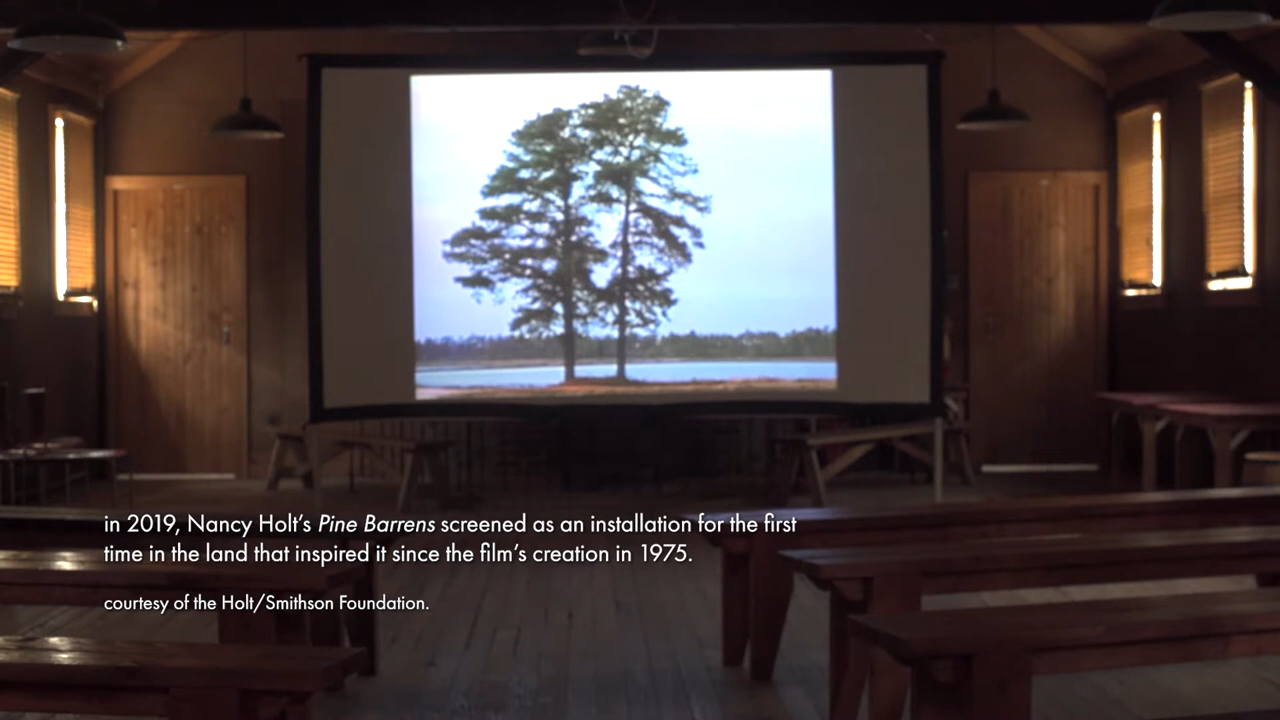 in 2019, Nancy Holt’s Pine Barrens screened as an installation for the first
time in the land that inspired it since the film’s creation in 1975.
courtesy of the Holt/Smithson Foundation.